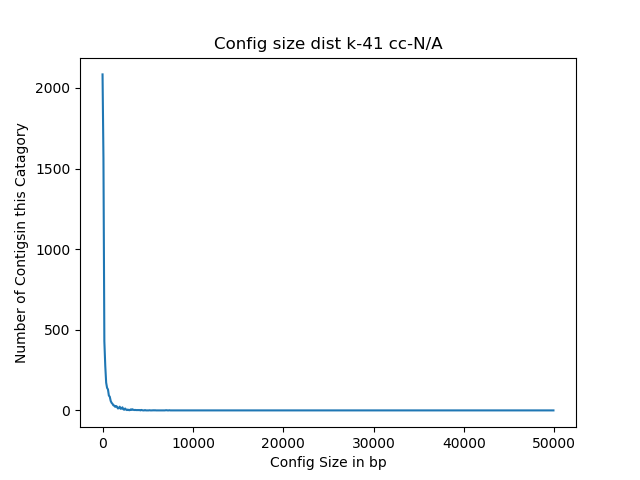 Config size dist k-41 cc-N/A
Number of Contigsin this Catagory
2000
1500
1000
500
0
0 10000 20000 30000 40000 50000
Config Size in bp